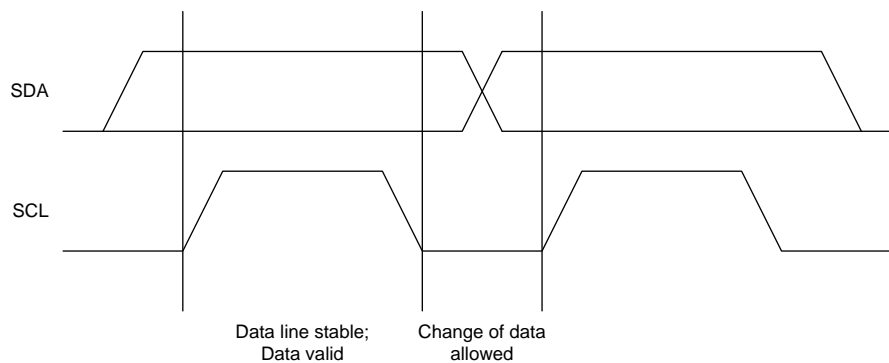 SDA
SCL
Data line stable;
Data valid
Change of data
allowed